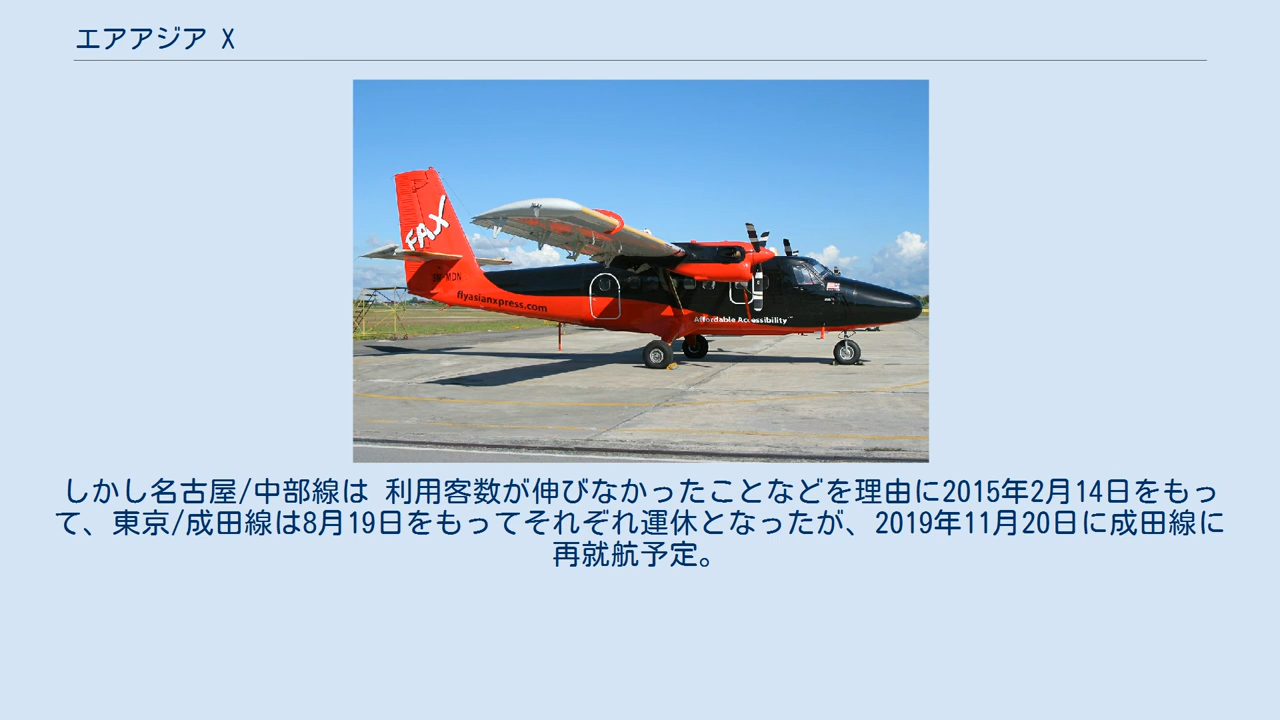 エアアジア X
FAX
MDN
flyasianxpress.com
Affordable Accessibility
しかし名古屋/中部線は 利用客数が伸びなかったことなどを理由に2015年2月14日をもっ
て、東京/成田線は8月19日をもってそれぞれ運休となったが、2019年11月20日に成田線に
再就航予定。